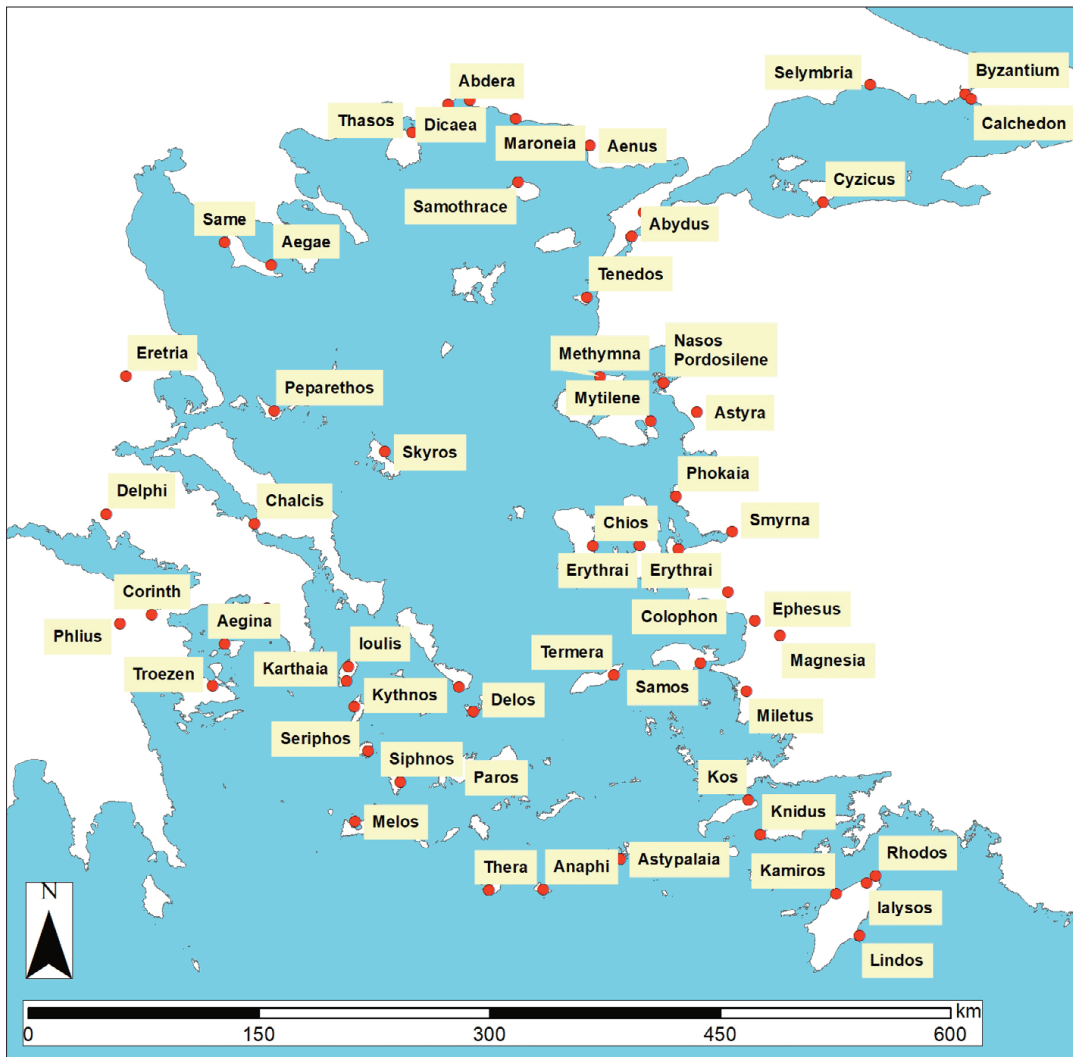 Abdera
Selymbria
Byzantium
Thasos
Dicaea
Calchedon
Maroneia
Aenus
Cyzicus
Samothrace
Same
Abydus
Aegae
Tenedos
Nasos
Pordosilene
Eretria
Methymna
Peparethos
Mytilene
Astyra
Skyros
Phokaia
Delphi
Chalcis
Smyrna
Chios
Erythrai
Erythrai
Corinth
Ephesus
Aegina
Colophon
Phlius
Ioulis
Termera
Magnesia
Karthaia
Troezen
Samos
Kythnos
Delos
Miletus
Seriphos
Siphnos
Paros
Kos
Knidus
Melos
Rhodos
Thera
Anaphi
Astypalaia
Kamiros
Ialysos
N
Lindos
km
0
150
300
450
600